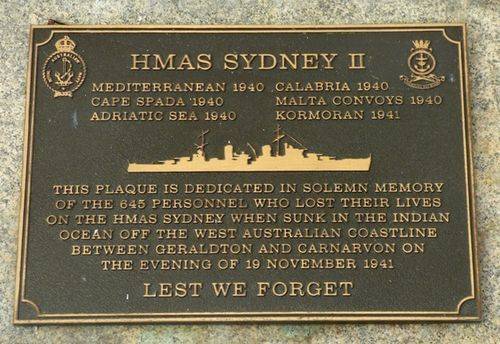 HMAS SYDNEY II
MEDITERRANEAN 1940 CALABRIA 1940
CAPE SPADA 1940 MALTA CONVOYS 1940
ADRIATIC SEA 1940 KORMORAN 1941
THIS PLAQUE IS DEDICATED IN SOLEMN MEMORY
OF THE 645 PERSONNEL WHO LOST THEIR LIVES
ON THE HMAS SYDNEY WHEN SUNK IN THE INDIAN
OCEAN OFF THE WEST AUSTRALIAN COASTLINE
BETWEEN GERALDTON AND CARNARVON ON
THE EVENING OF 19 NOVEMBER 1941
LEST WE FORGET